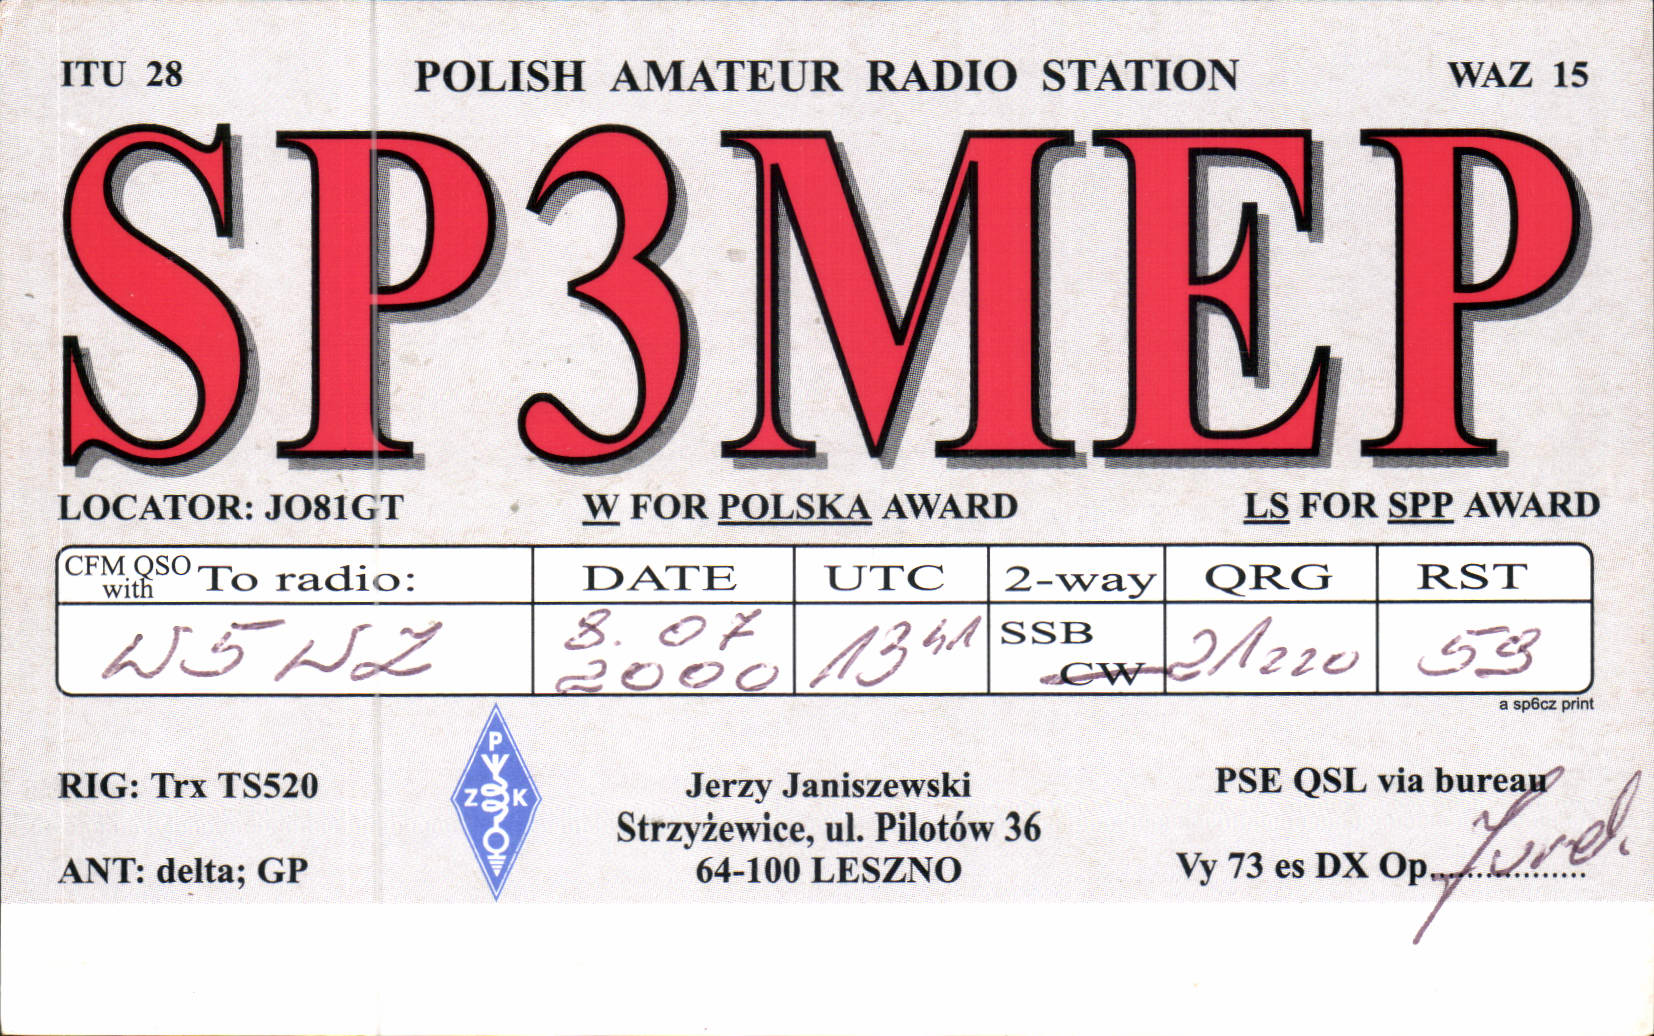 ITU 28 POLISH AMATEUR RADIO STATION WAZ 15
SP3MEP
LOCATOR: JO81GT W FOR POLSKA AWARD LS FOR SPP AWARD
CFM QSO with To radio: DATE UTC 2-way QRG RST
W5WZ 8.07 2000 1341 SSB CW 21220 59
a sp6cz print
RIG: Trx TS520
ANT: delta; GP
P
Z K
Jerzy Janiszewski
Strzyżewice, ul. Pilotów 36
64-100 LESZNO
PSE QSL via bureau
Vy 73 es DX Op. Jurek